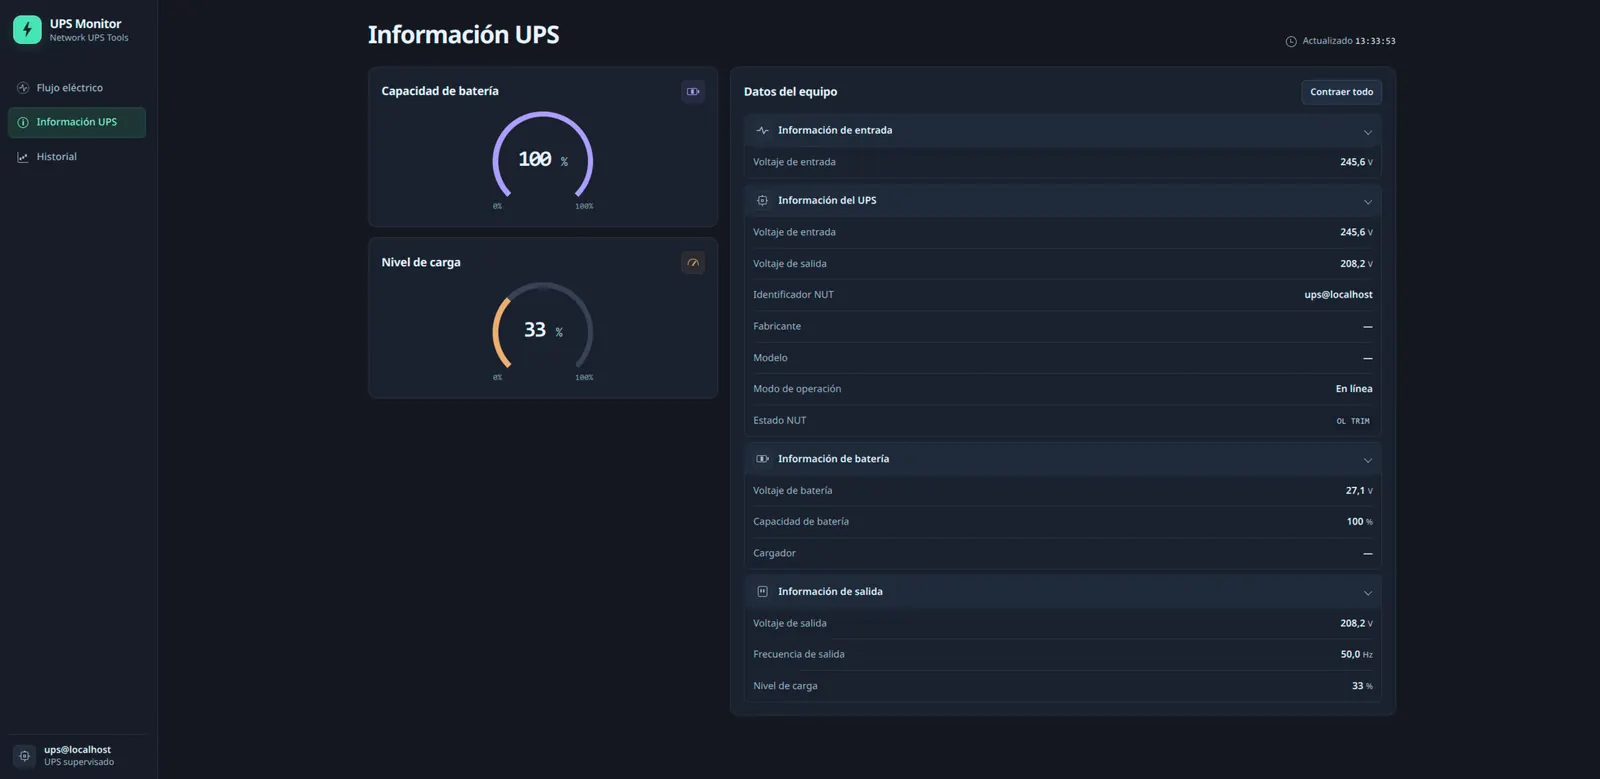 UPS Monitor
Network UPS Tools
Flujo eléctrico
Información UPS
Historial
ups@localhost
UPS supervisado
Información UPS
Actualizado 13:33:53
Capacidad de batería
100 %
0% 100%
Nivel de carga
33 %
0% 100%
Datos del equipo
Contraer todo
Información de entrada
Voltaje de entrada 245,6 V
Información del UPS
Voltaje de entrada 245,6 V
Voltaje de salida 208,2 V
Identificador NUT ups@localhost
Fabricante —
Modelo —
Modo de operación En línea
Estado NUT OL TRIM
Información de batería
Voltaje de batería 27,1 V
Capacidad de batería 100 %
Cargador —
Información de salida
Voltaje de salida 208,2 V
Frecuencia de salida 50,0 Hz
Nivel de carga 33 %